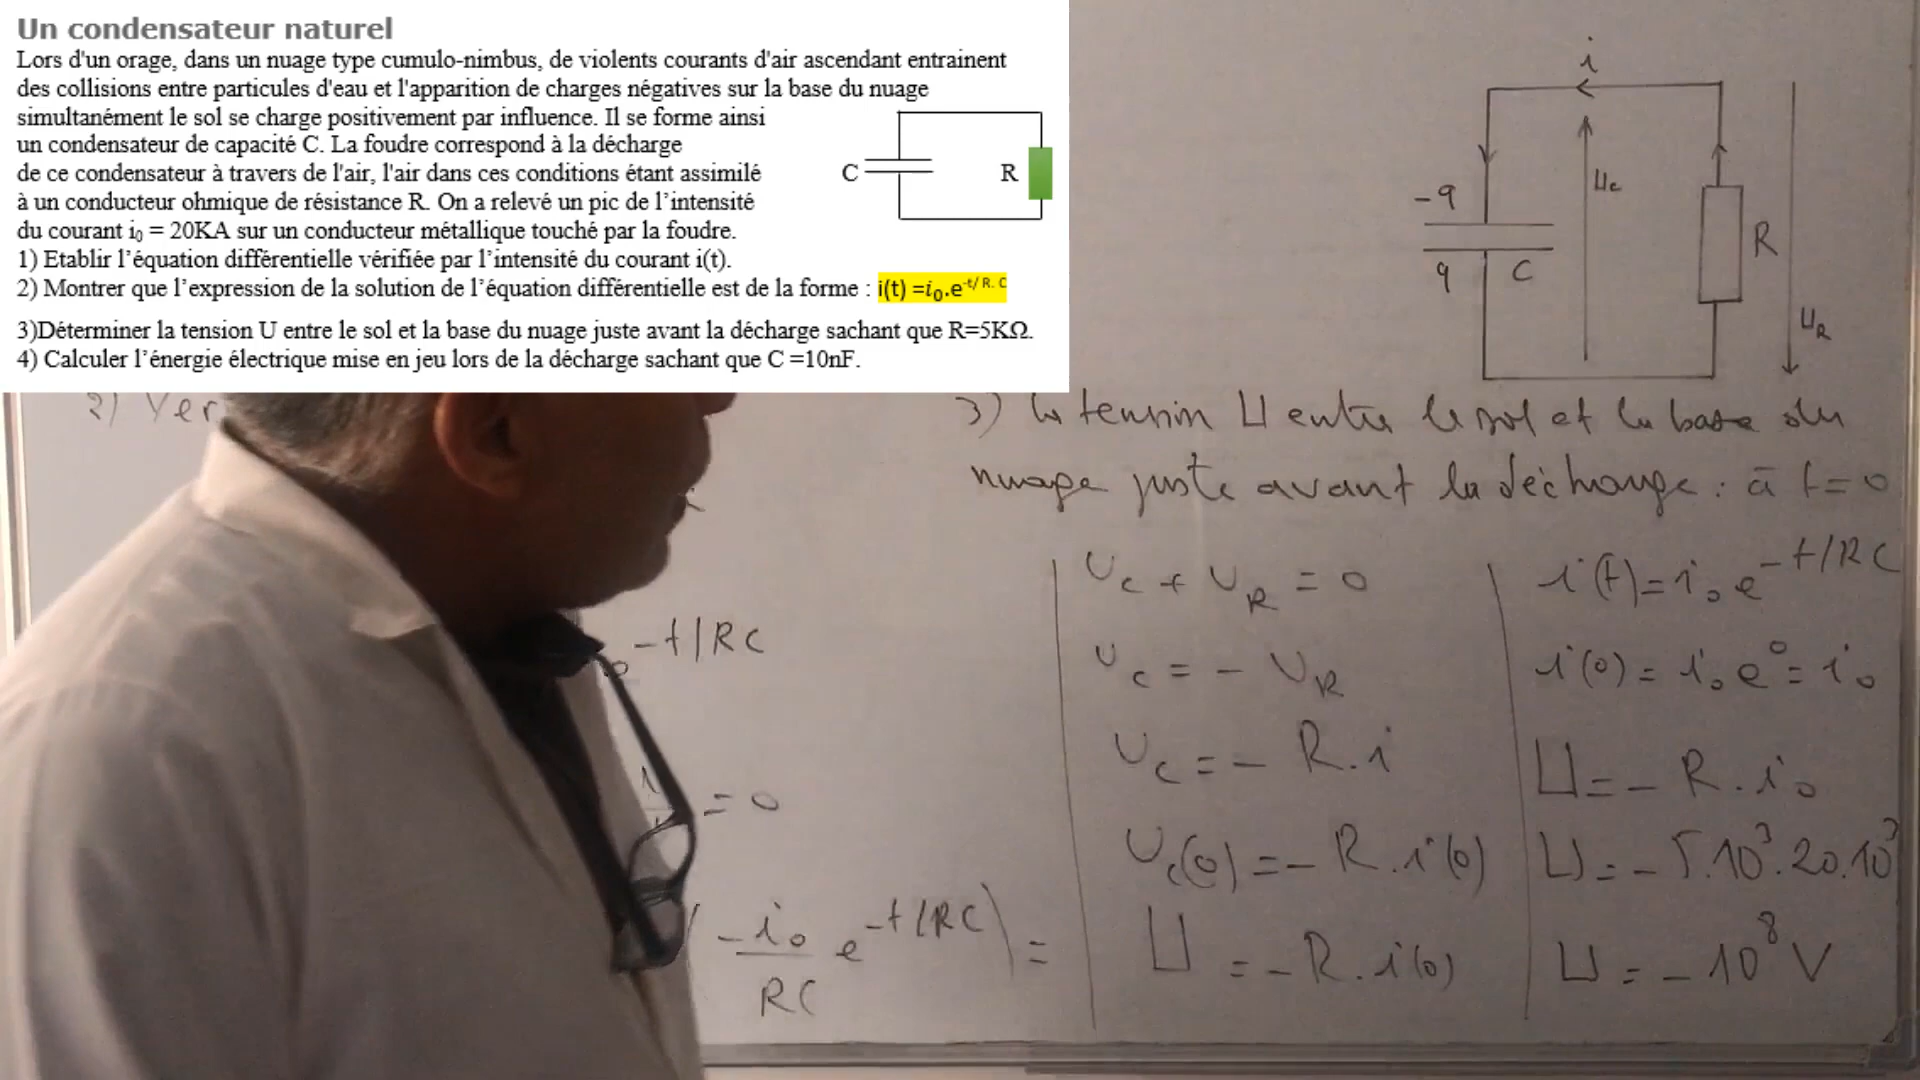 Un condensateur naturel
Lors d'un orage, dans un nuage type cumulo-nimbus, de violents courants d'air ascendant entrainent
des collisions entre particules d'eau et l'apparition de charges négatives sur la base du nuage
simultanément le sol se charge positivement par influence. Il se forme ainsi
un condensateur de capacité C. La foudre correspond à la décharge
de ce condensateur à travers de l'air, l'air dans ces conditions étant assimilé
à un conducteur ohmique de résistance R. On a relevé un pic de l'intensité
du courant i₀ = 20KA sur un conducteur métallique touché par la foudre.
1) Etablir l'équation différentielle vérifiée par l'intensité du courant i(t).
2) Montrer que l'expression de la solution de l'équation différentielle est de la forme : i(t) =i₀.e^-t/ R. C
3)Déterminer la tension U entre le sol et la base du nuage juste avant la décharge sachant que R=5KΩ.
4) Calculer l'énergie électrique mise en jeu lors de la décharge sachant que C =10nF.
C
R
i
uc
-q
q
C
R
UR
2) Ver
-t/RC
= 0
-i₀/RC e^-t/RC) =
3) la tension U entre le sol et la base du
nuage juste avant la décharge : à t=0
Uc + UR = 0
Uc = - UR
Uc = - R.i
Uc(0) = - R.i(0)
U = - R.i(0)
i(t) = i₀ e^-t/RC
i(0) = i₀ e⁰ = i₀
U = - R.i₀
U = - 5.10³.20.10³
U = - 10⁸ V